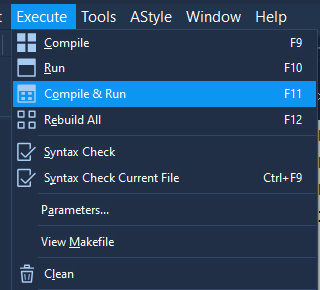 Execute Tools AStyle Window Help
Compile F9
Run F10
Compile & Run F11
Rebuild All F12
Syntax Check
Syntax Check Current File Ctrl+F9
Parameters...
View Makefile
Clean